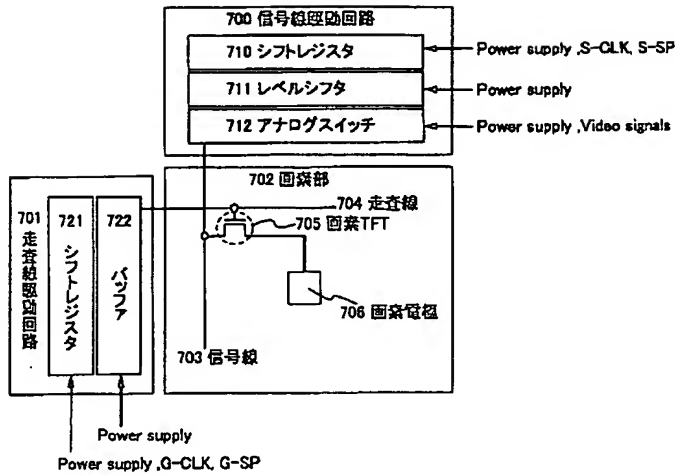 700 信号線駆動回路
710 シフトレジスタ
Power supply ,S-CLK, S-SP
711 レベルシフタ
Power supply
712 アナログスイッチ
Power supply ,Video signals
702 画素部
704 走査線
705 画素TFT
706 画素電極
703 信号線
701 走査線駆動回路
721 シフトレジスタ
722 バッファ
Power supply
Power supply ,G-CLK, G-SP